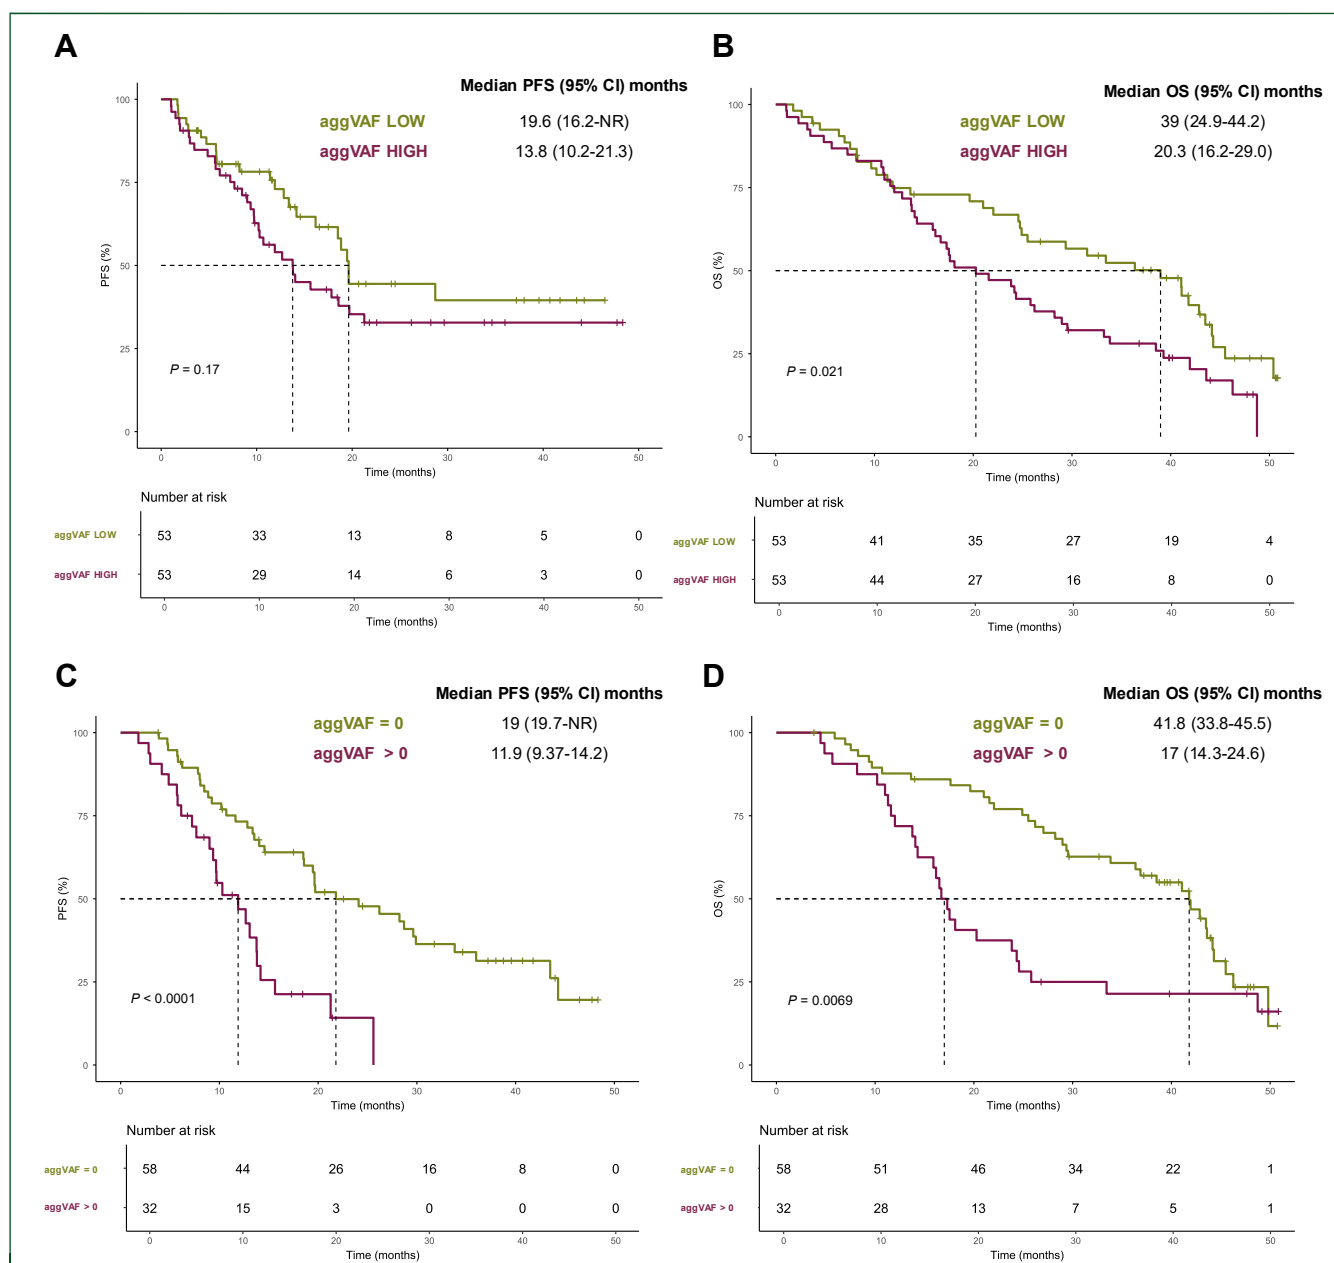 A
Median PFS (95% CI) months
aggVAF LOW 19.6 (16.2-NR)
aggVAF HIGH 13.8 (10.2-21.3)
100
75
50
25
0
PFS (%)
P = 0.17
0 10 20 30 40 50
Time (months)
Number at risk
aggVAF LOW 53 33 13 8 5 0
aggVAF HIGH 53 29 14 6 3 0
0 10 20 30 40 50
Time (months)
B
Median OS (95% CI) months
aggVAF LOW 39 (24.9-44.2)
aggVAF HIGH 20.3 (16.2-29.0)
100
75
50
25
0
OS (%)
P = 0.021
0 10 20 30 40 50
Time (months)
Number at risk
aggVAF LOW 53 41 35 27 19 4
aggVAF HIGH 53 44 27 16 8 0
0 10 20 30 40 50
Time (months)
C
Median PFS (95% CI) months
aggVAF = 0 19 (19.7-NR)
aggVAF > 0 11.9 (9.37-14.2)
100
75
50
25
0
PFS (%)
P < 0.0001
0 10 20 30 40 50
Time (months)
Number at risk
aggVAF = 0 58 44 26 16 8 0
aggVAF > 0 32 15 3 0 0 0
0 10 20 30 40 50
Time (months)
D
Median OS (95% CI) months
aggVAF = 0 41.8 (33.8-45.5)
aggVAF > 0 17 (14.3-24.6)
100
75
50
25
0
OS (%)
P = 0.0069
0 10 20 30 40 50
Time (months)
Number at risk
aggVAF = 0 58 51 46 34 22 1
aggVAF > 0 32 28 13 7 5 1
0 10 20 30 40 50
Time (months)